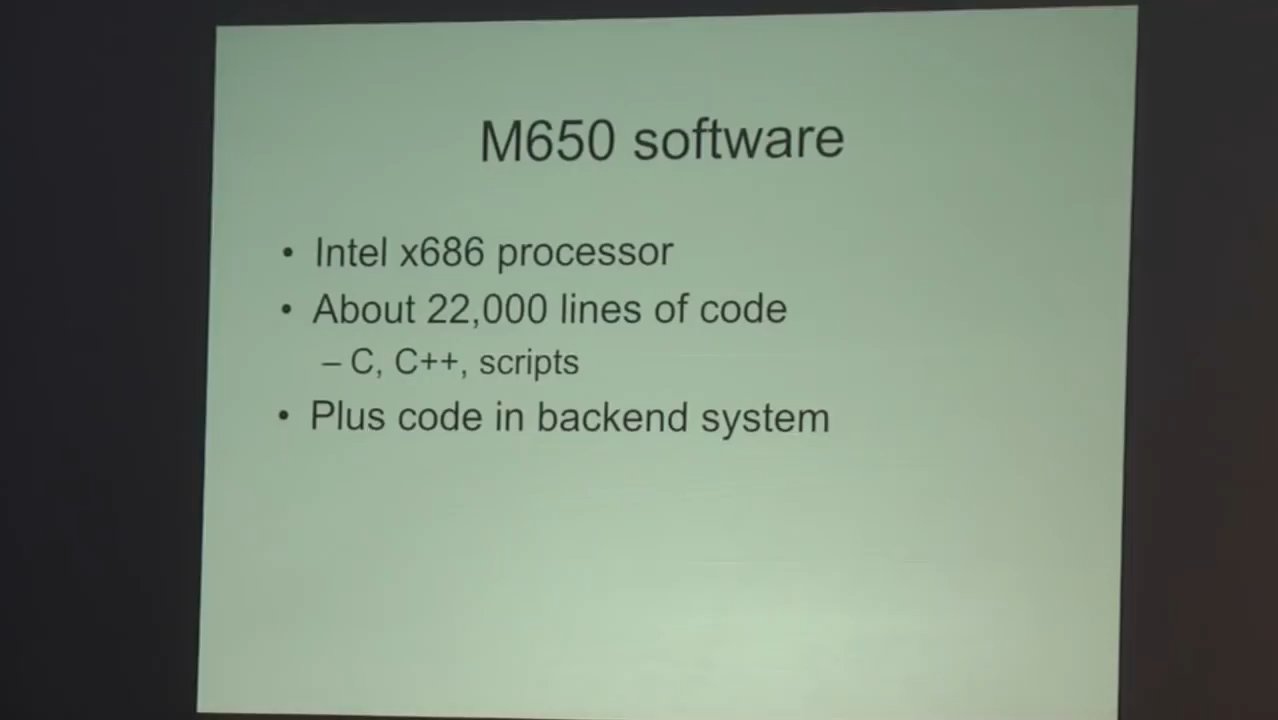 M650 software
• Intel x686 processor
• About 22,000 lines of code
– C, C++, scripts
• Plus code in backend system